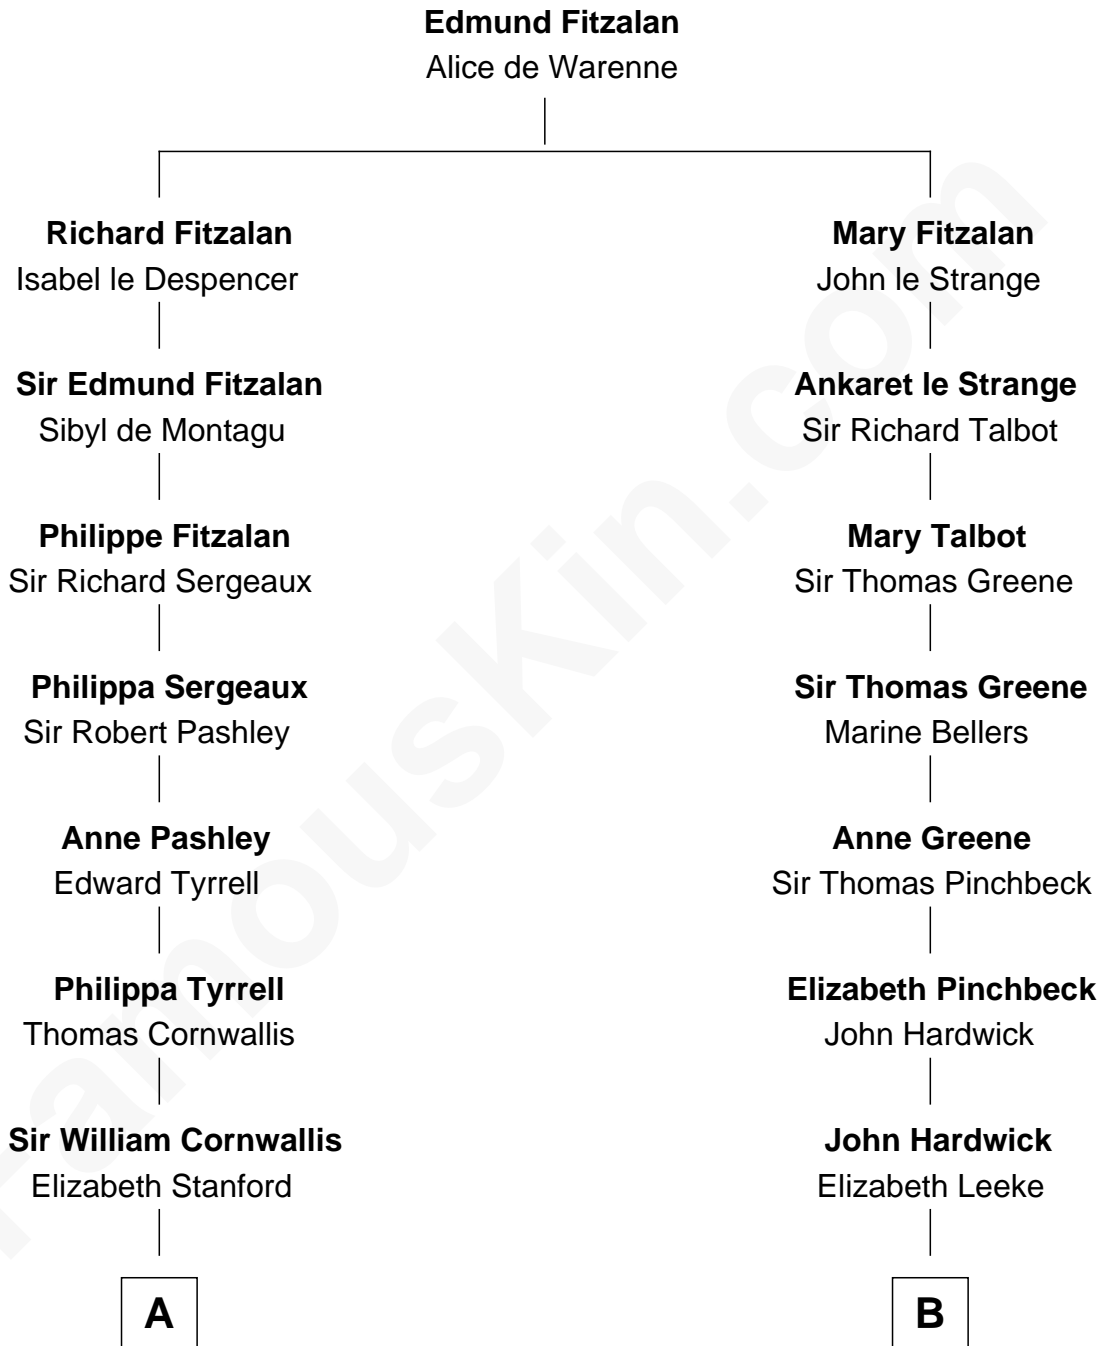 Edmund Fitzalan
Alice de Warenne
Richard Fitzalan
Isabel le Despencer
Mary Fitzalan
John le Strange
Sir Edmund Fitzalan
Sibyl de Montagu
Ankaret le Strange
Sir Richard Talbot
Philippe Fitzalan
Sir Richard Sergeaux
Mary Talbot
Sir Thomas Greene
Philippa Sergeaux
Sir Robert Pashley
Sir Thomas Greene
Marine Bellers
Anne Pashley
Edward Tyrrell
Anne Greene
Sir Thomas Pinchbeck
Philippa Tyrrell
Thomas Cornwallis
Elizabeth Pinchbeck
John Hardwick
Sir William Cornwallis
Elizabeth Stanford
John Hardwick
Elizabeth Leeke
A
B
FamousKin.com